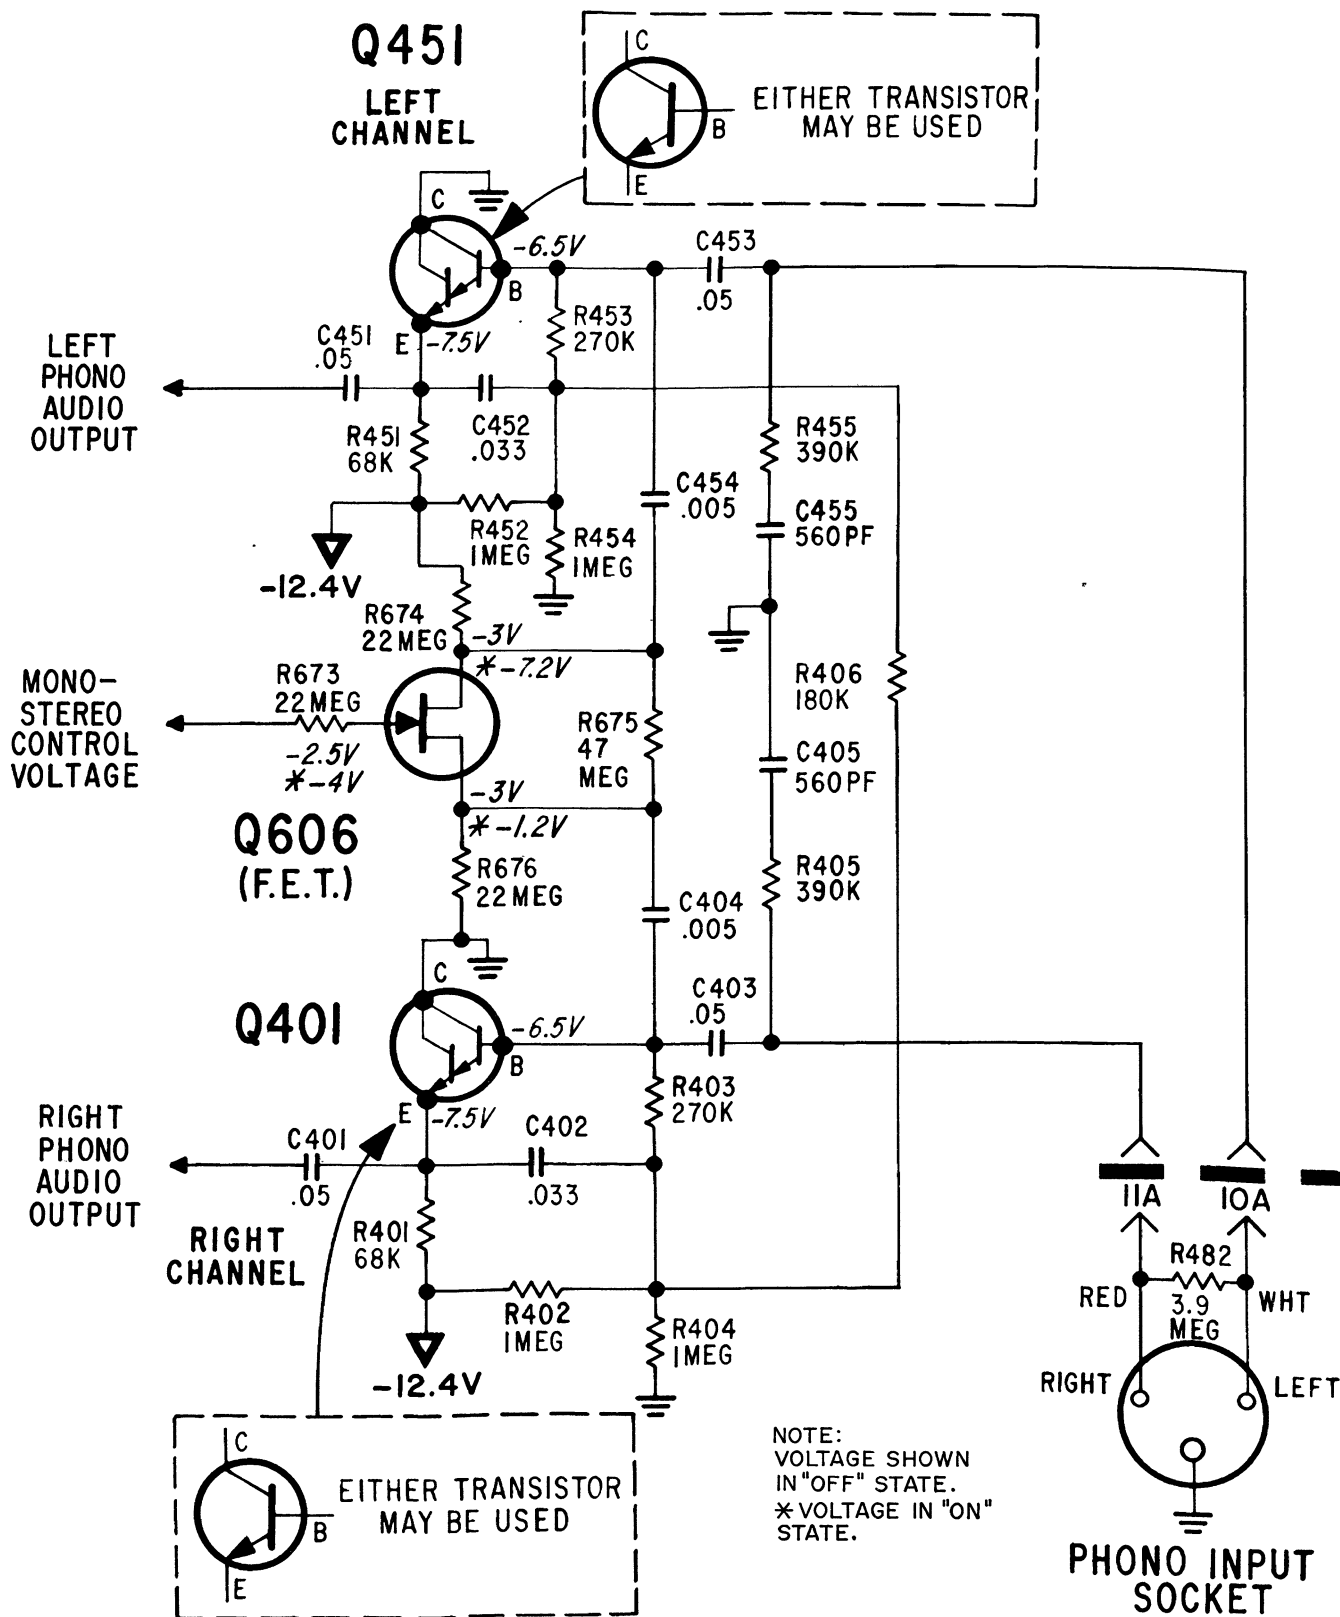 Q451
LEFT
CHANNEL
C
B
E
EITHER TRANSISTOR
MAY BE USED
C
-6.5V
B
E
-7.5V
C453
.05
R453
270K
LEFT
PHONO
AUDIO
OUTPUT
C451
.05
R451
68K
C452
.033
R455
390K
C454
.005
C455
560PF
R452
1MEG
R454
1MEG
-12.4V
R674
22MEG
-3V
*-7.2V
MONO-
STEREO
CONTROL
VOLTAGE
R673
22MEG
-2.5V
*-4V
R675
47
MEG
R406
180K
C405
560PF
-3V
*-1.2V
Q606
(F.E.T.)
R676
22MEG
R405
390K
C404
.005
C
Q401
-6.5V
B
E
-7.5V
C403
.05
R403
270K
RIGHT
PHONO
AUDIO
OUTPUT
C401
.05
C402
.033
RIGHT
CHANNEL
R401
68K
R402
1MEG
R404
1MEG
-12.4V
11A
10A
R482
3.9
MEG
RED
WHT
RIGHT
LEFT
C
B
E
EITHER TRANSISTOR
MAY BE USED
NOTE:
VOLTAGE SHOWN
IN "OFF" STATE.
* VOLTAGE IN "ON"
STATE.
PHONO INPUT
SOCKET